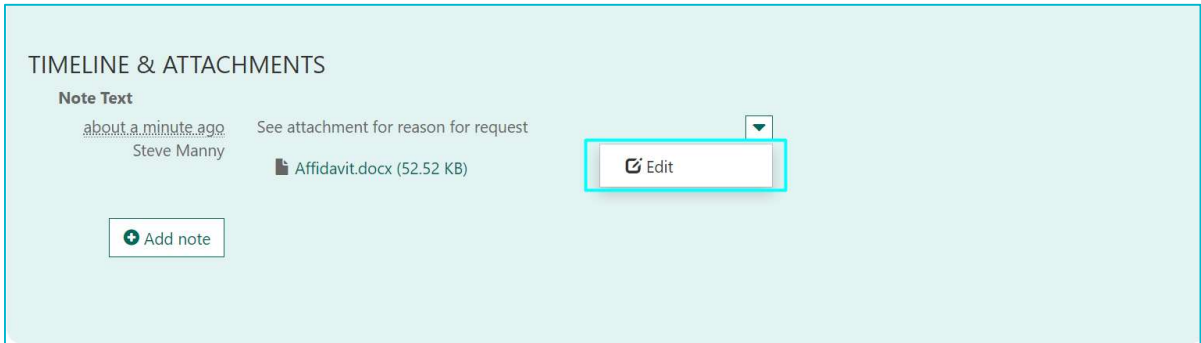 TIMELINE & ATTACHMENTS
Note Text
about a minute ago See attachment for reason for request
Steve Manny
Affidavit.docx (52.52 KB)
Edit
Add note